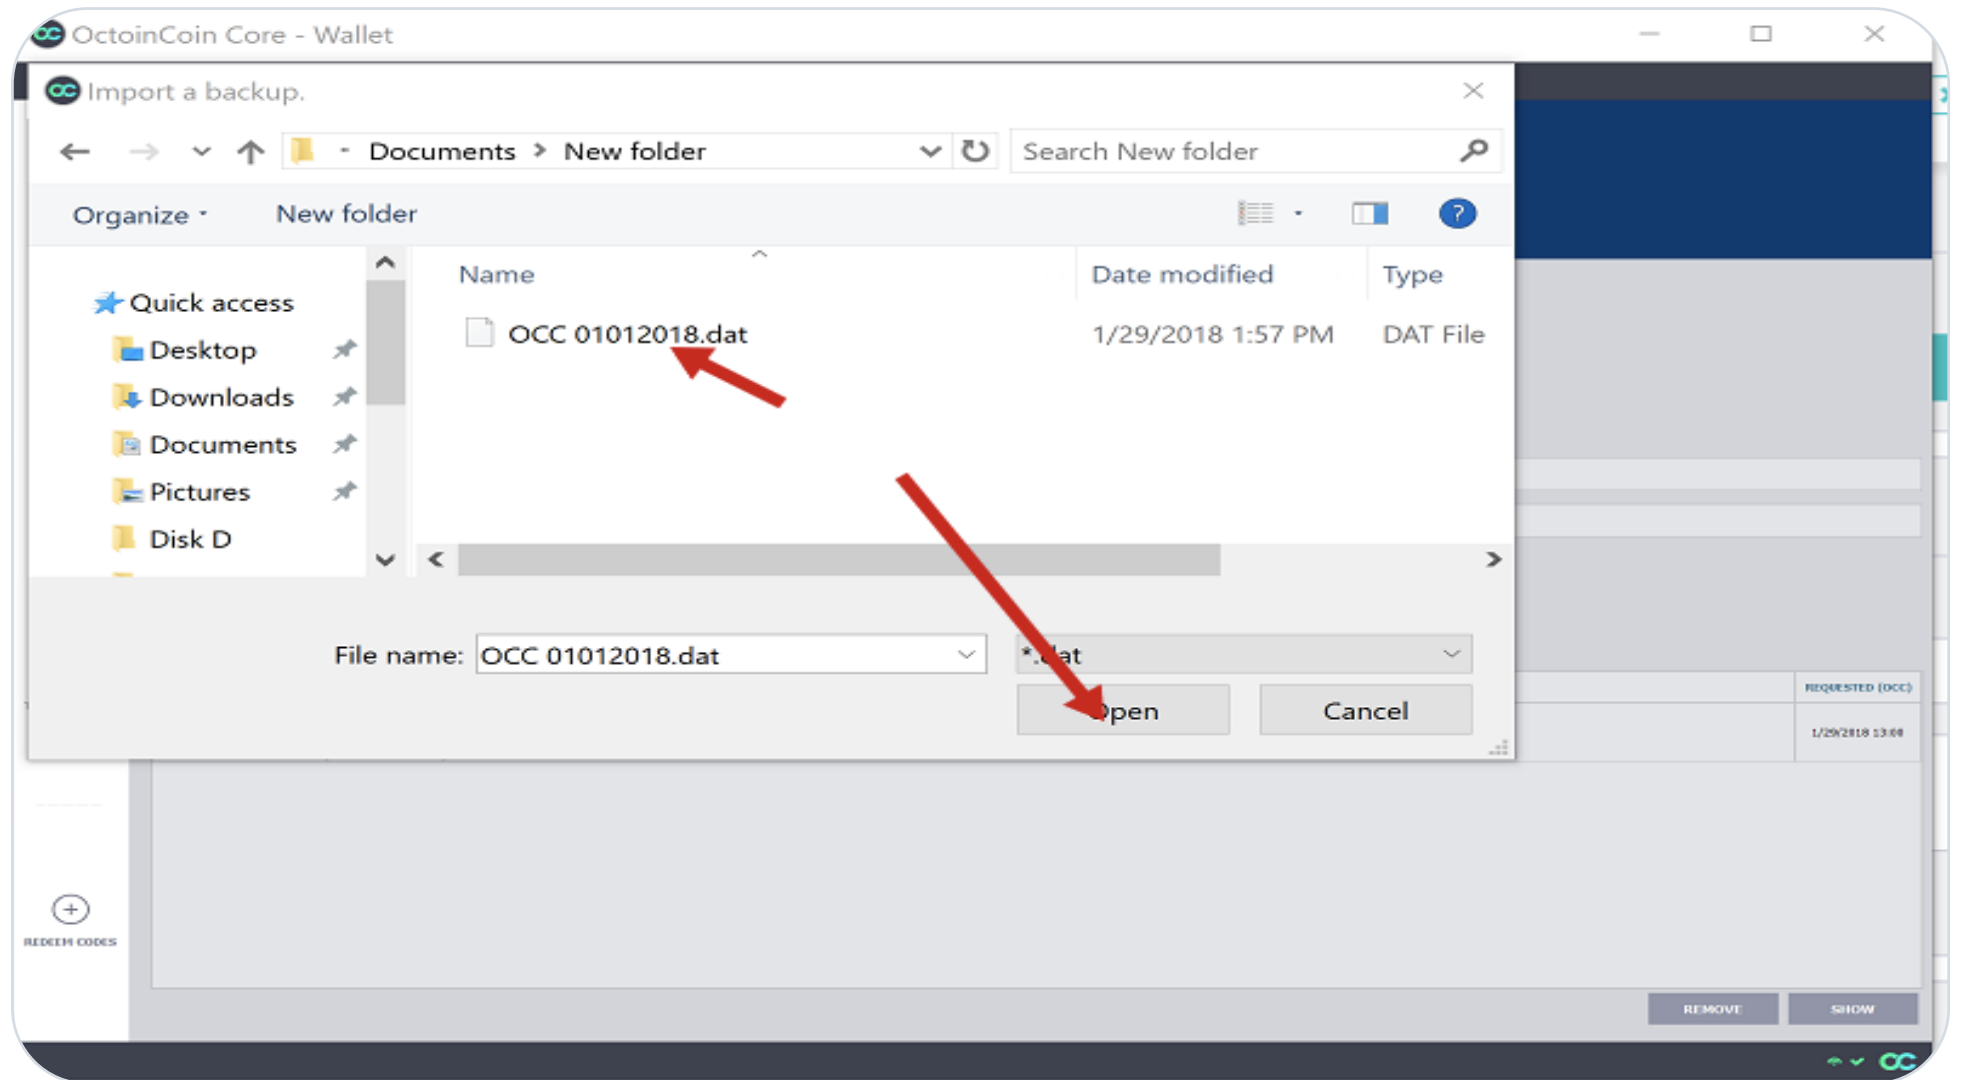 OctoinCoin Core - Wallet
Import a backup.
Documents > New folder
Search New folder
Organize
New folder
Name
Date modified
Type
Quick access
OCC 01012018.dat
1/29/2018 1:57 PM
DAT File
Desktop
Downloads
Documents
Pictures
Disk D
File name:
OCC 01012018.dat
*.dat
Open
Cancel
REQUESTED (OCC)
1/29/2018 13:00
REDEEM CODES
REMOVE
SHOW